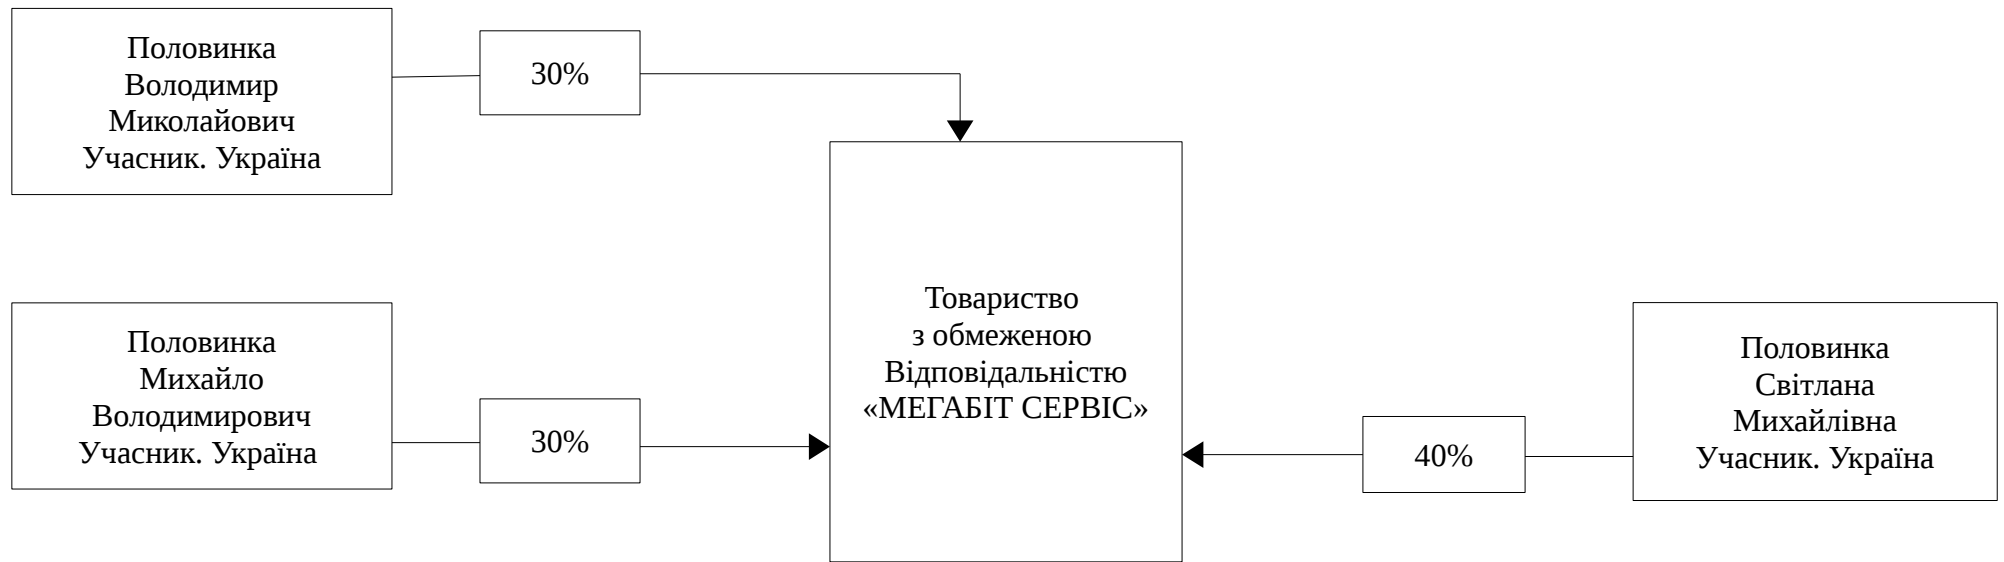 Половинка
Володимир
Миколайович
Учасник. Україна
30%
Половинка
Михайло
Володимирович
Учасник. Україна
30%
Товариство
з обмеженою
Відповідальністю
«МЕГАБІТ СЕРВІС»
40%
Половинка
Світлана
Михайлівна
Учасник. Україна